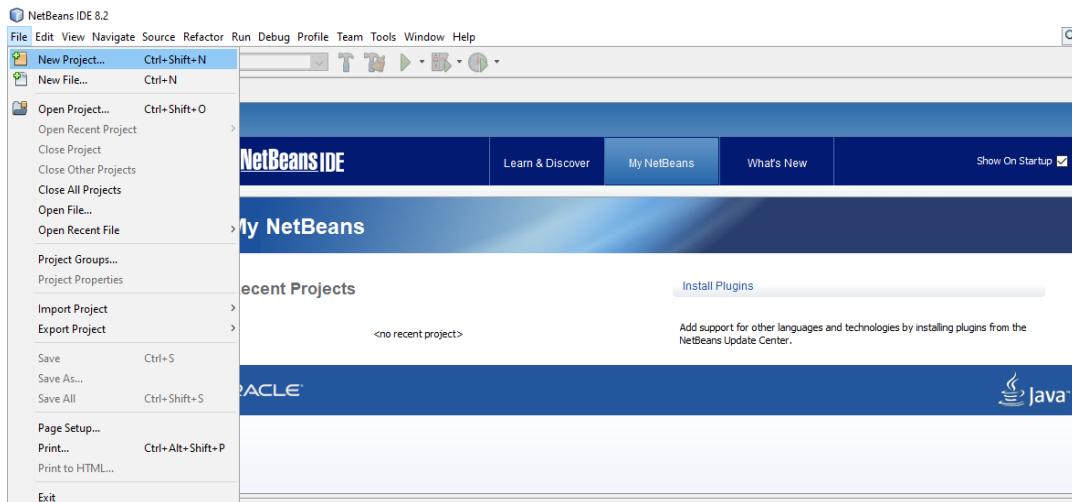 NetBeans IDE 8.2
File Edit View Navigate Source Refactor Run Debug Profile Team Tools Window Help
New Project... Ctrl+Shift+N
New File... Ctrl+N
Open Project... Ctrl+Shift+O
Open Recent Project
Close Project
Close Other Projects
Close All Projects
Open File...
Open Recent File
Project Groups...
Project Properties
Import Project
Export Project
Save Ctrl+S
Save As...
Save All Ctrl+Shift+S
Page Setup...
Print... Ctrl+Alt+Shift+P
Print to HTML...
Exit
NetBeans IDE
Learn & Discover
My NetBeans
What's New
Show On Startup
My NetBeans
ecent Projects
<no recent project>
Install Plugins
Add support for other languages and technologies by installing plugins from the
NetBeans Update Center.
RACLE
Java